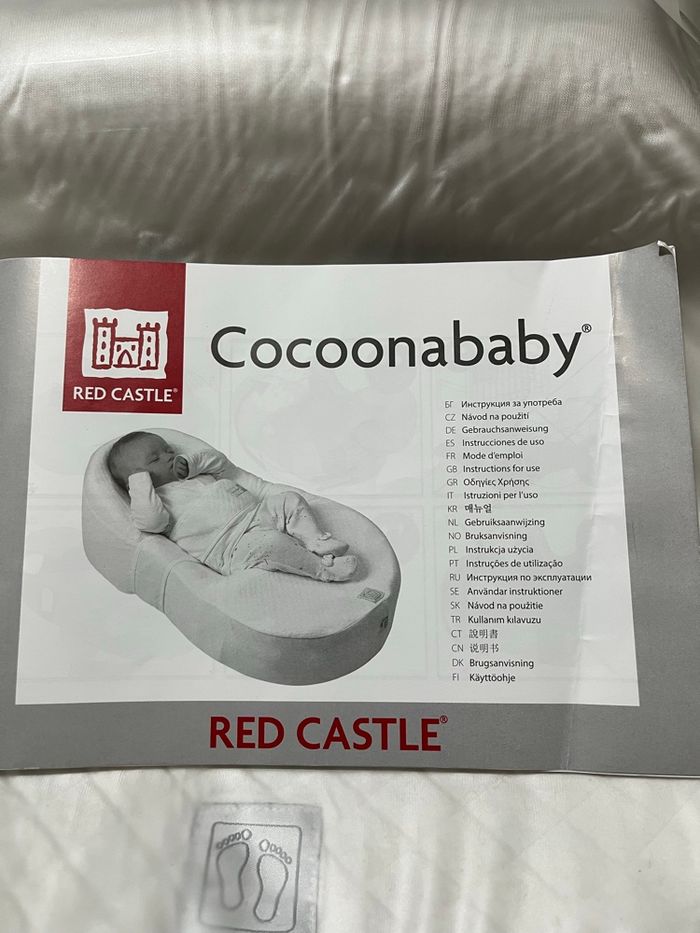 RED CASTLE®
Cocoonababy®
БГ Инструкция за употреба
CZ Návod na použití
DE Gebrauchsanweisung
ES Instrucciones de uso
FR Mode d'emploi
GB Instructions for use
GR Οδηγίες Χρήσης
IT Istruzioni per l'uso
KR 매뉴얼
NL Gebruiksaanwijzing
NO Bruksanvisning
PL Instrukcja użycia
PT Instruções de utilização
RU Инструкция по эксплуатации
SE Användar instruktioner
SK Návod na použitie
TR Kullanım kılavuzu
CT 說明書
CN 说明书
DK Brugsanvisning
FI Käyttöohje
RED CASTLE®